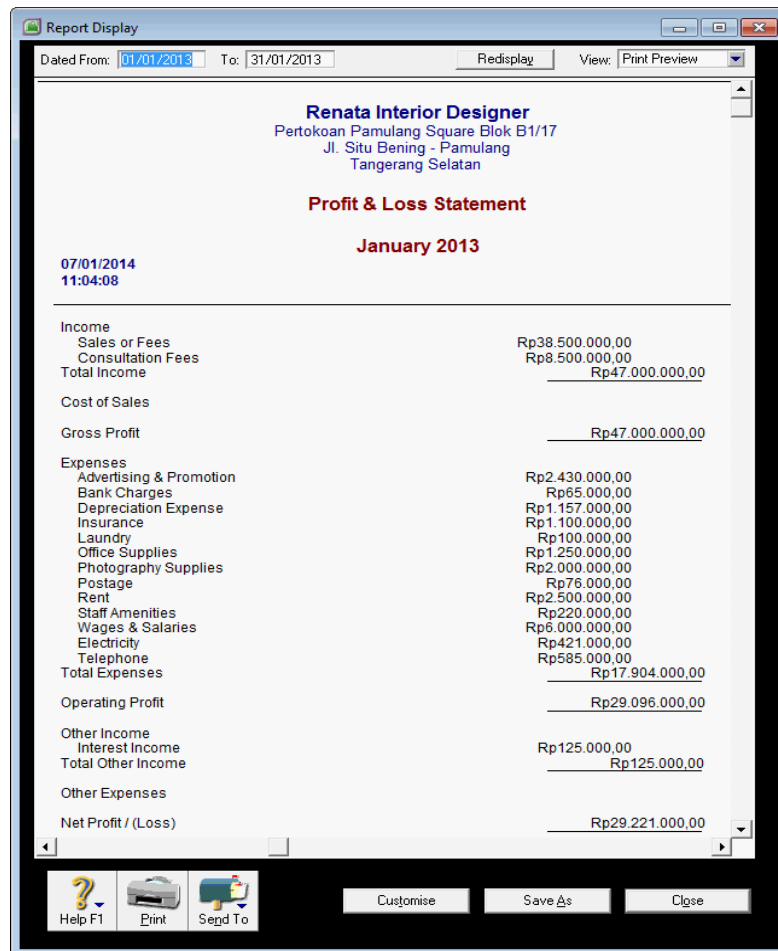 Report Display
Dated From: 01/01/2013 To: 31/01/2013 Redisplay View: Print Preview
Renata Interior Designer
Pertokoan Pamulang Square Blok B1/17
Jl. Situ Bening - Pamulang
Tangerang Selatan
Profit & Loss Statement
January 2013
07/01/2014
11:04:08
Income
Sales or Fees Rp38.500.000,00
Consultation Fees Rp8.500.000,00
Total Income Rp47.000.000,00
Cost of Sales
Gross Profit Rp47.000.000,00
Expenses
Advertising & Promotion Rp2.430.000,00
Bank Charges Rp65.000,00
Depreciation Expense Rp1.157.000,00
Insurance Rp1.100.000,00
Laundry Rp100.000,00
Office Supplies Rp1.250.000,00
Photography Supplies Rp2.000.000,00
Postage Rp76.000,00
Rent Rp2.500.000,00
Staff Amenities Rp220.000,00
Wages & Salaries Rp6.000.000,00
Electricity Rp421.000,00
Telephone Rp585.000,00
Total Expenses Rp17.904.000,00
Operating Profit Rp29.096.000,00
Other Income
Interest Income Rp125.000,00
Total Other Income Rp125.000,00
Other Expenses
Net Profit / (Loss) Rp29.221.000,00
Help F1 Print Send To Customise Save As Close